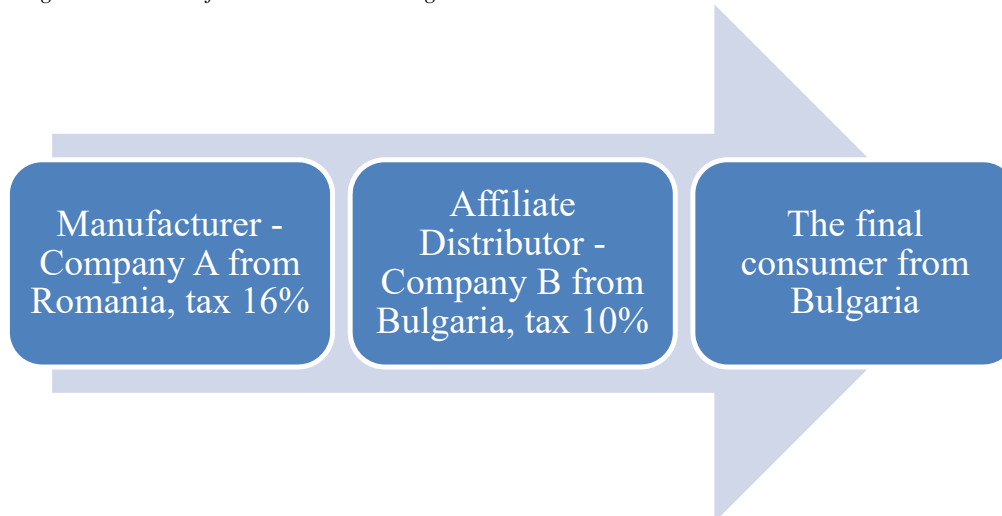 Manufacturer -
Company A from
Romania, tax 16%
Affiliate
Distributor -
Company B from
Bulgaria, tax 10%
The final
consumer from
Bulgaria